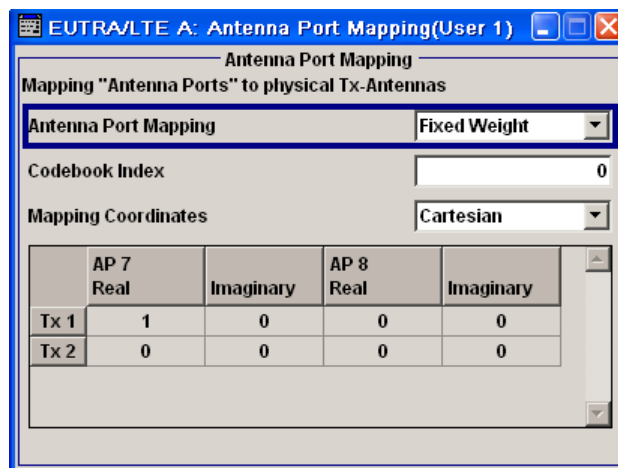 EUTRA/LTE A: Antenna Port Mapping(User 1)
Antenna Port Mapping
Mapping "Antenna Ports" to physical Tx-Antennas
Antenna Port Mapping Fixed Weight
Codebook Index 0
Mapping Coordinates Cartesian
AP 7 AP 8
Real Imaginary Real Imaginary
Tx 1 1 0 0 0
Tx 2 0 0 0 0